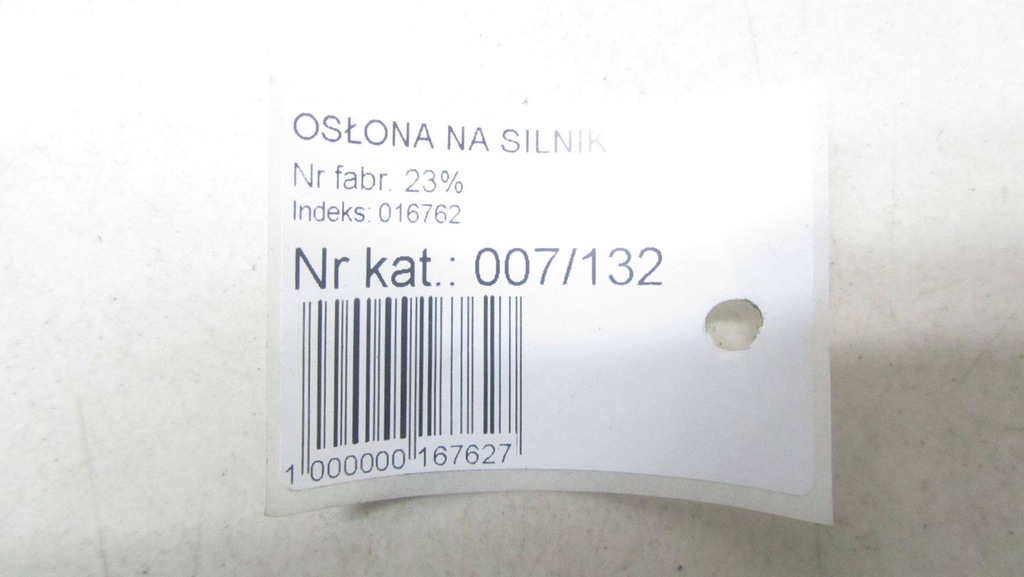 OSŁONA NA SILNIK
Nr fabr. 23%
Indeks: 016762
Nr kat.: 007/132
1 000000 167627